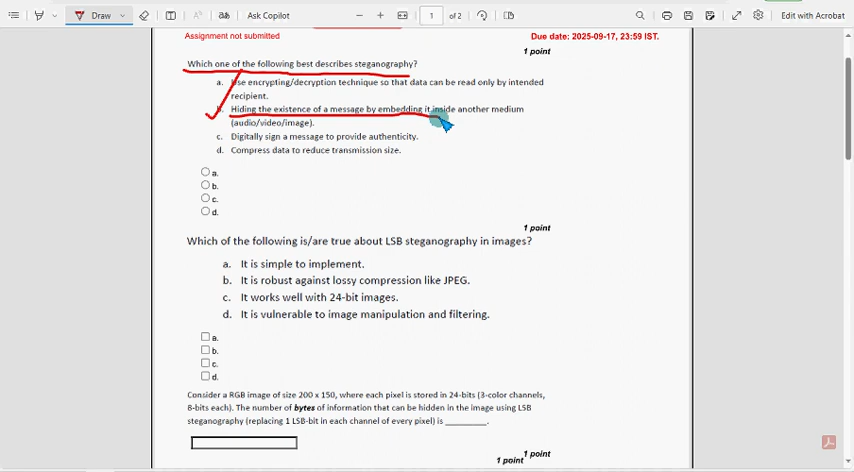 Draw
Ask Copilot
1 of 2
Edit with Acrobat
Assignment not submitted
Due date: 2025-09-17, 23:59 IST.
1 point
Which one of the following best describes steganography?
a. Use encrypting/decryption technique so that data can be read only by intended
recipient.
b. Hiding the existence of a message by embedding it inside another medium
(audio/video/image).
c. Digitally sign a message to provide authenticity.
d. Compress data to reduce transmission size.
a.
b.
c.
d.
1 point
Which of the following is/are true about LSB steganography in images?
a. It is simple to implement.
b. It is robust against lossy compression like JPEG.
c. It works well with 24-bit images.
d. It is vulnerable to image manipulation and filtering.
a.
b.
c.
d.
Consider a RGB image of size 200 x 150, where each pixel is stored in 24-bits (3-color channels,
8-bits each). The number of bytes of information that can be hidden in the image using LSB
steganography (replacing 1 LSB-bit in each channel of every pixel) is ________.
1 point
1 point